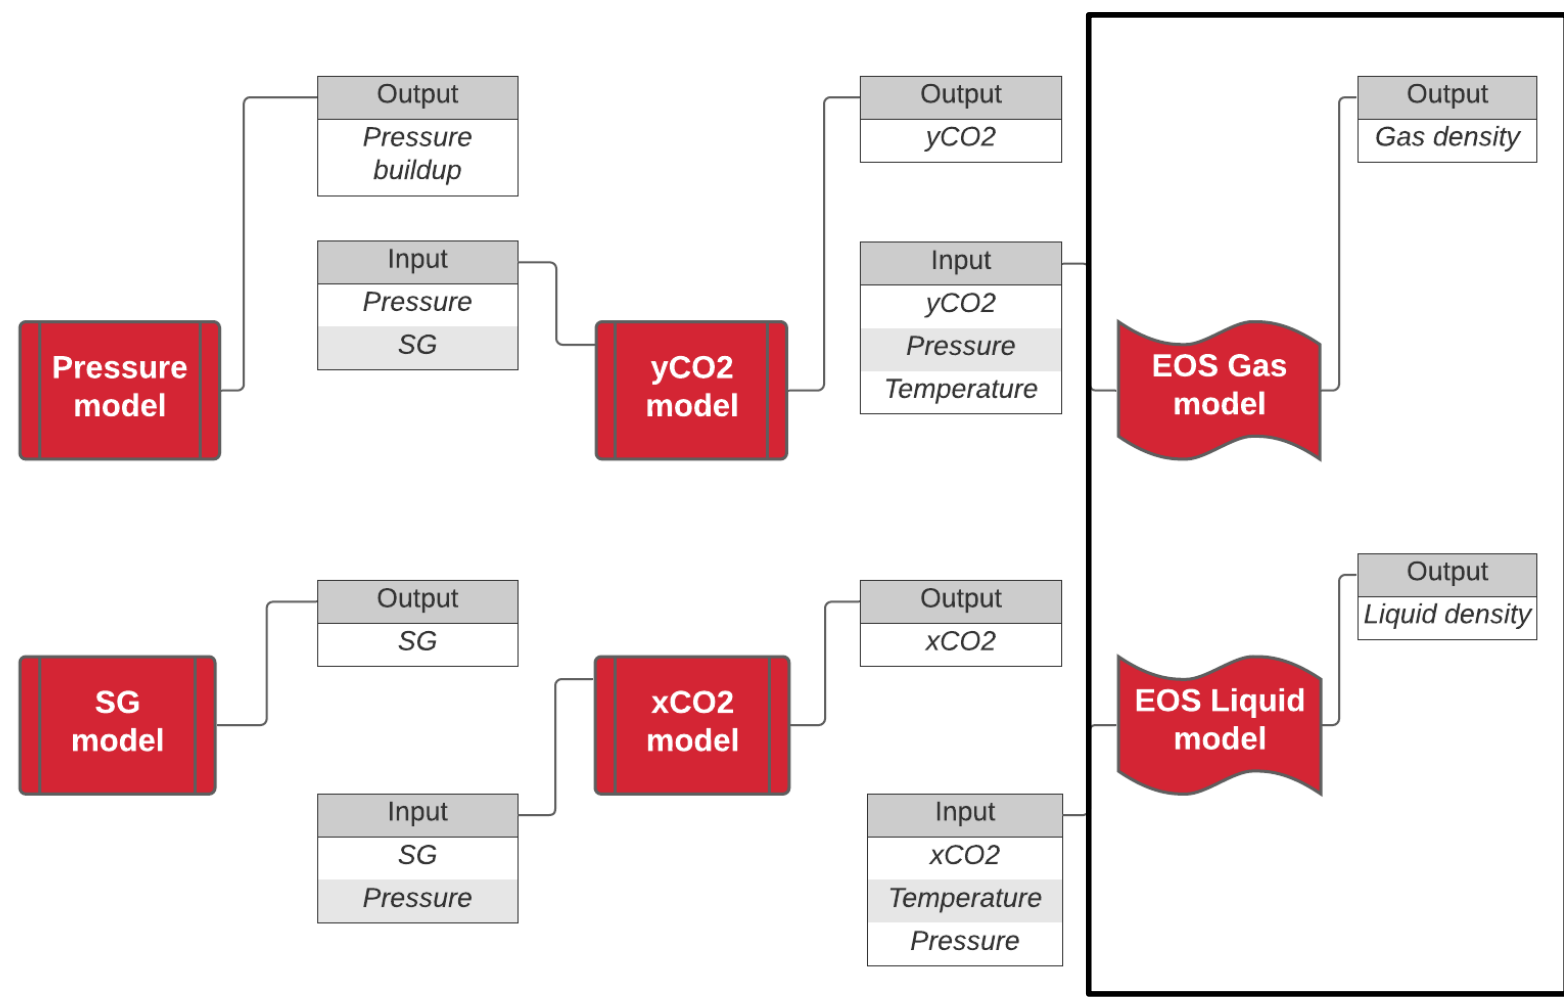 Output
Pressure
buildup
Input
Pressure
SG
Pressure
model
Output
yCO2
yCO2
model
Input
yCO2
Pressure
Temperature
Output
Gas density
EOS Gas
model
Output
SG
SG
model
Input
SG
Pressure
Output
xCO2
xCO2
model
Input
xCO2
Temperature
Pressure
Output
Liquid density
EOS Liquid
model